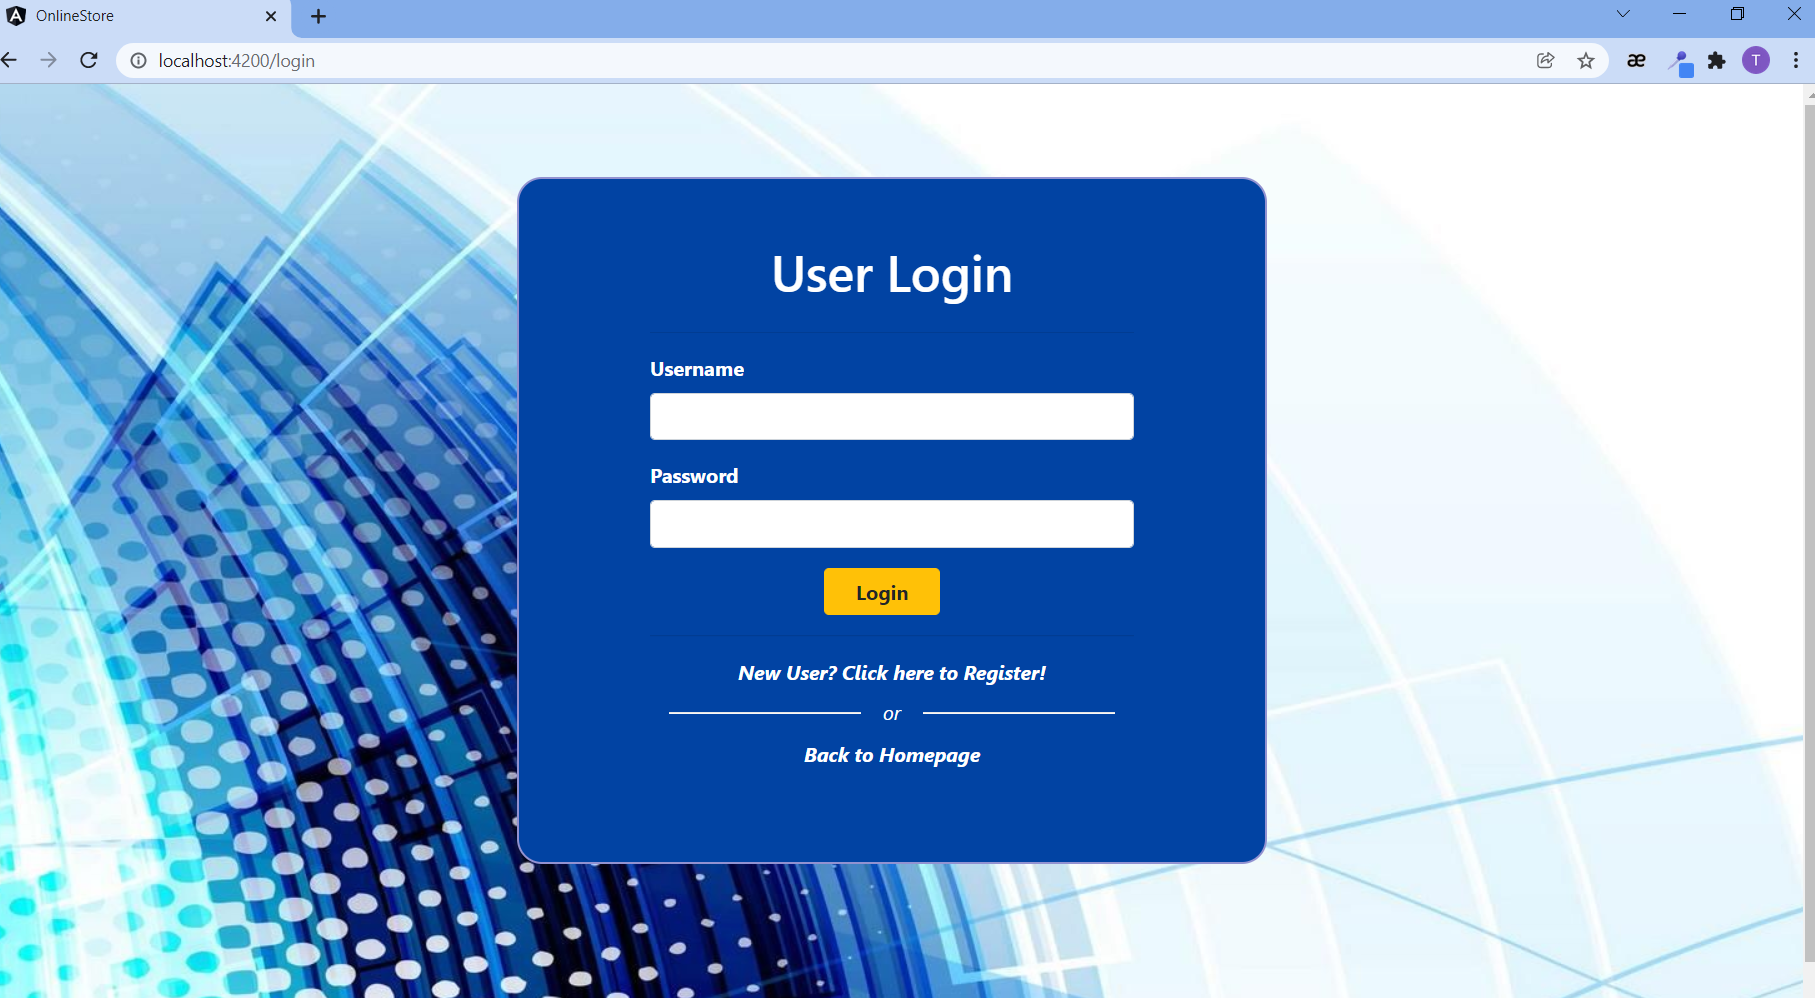 OnlineStore
localhost:4200/login
æ
T
User Login
Username
Password
Login
New User? Click here to Register!
or
Back to Homepage